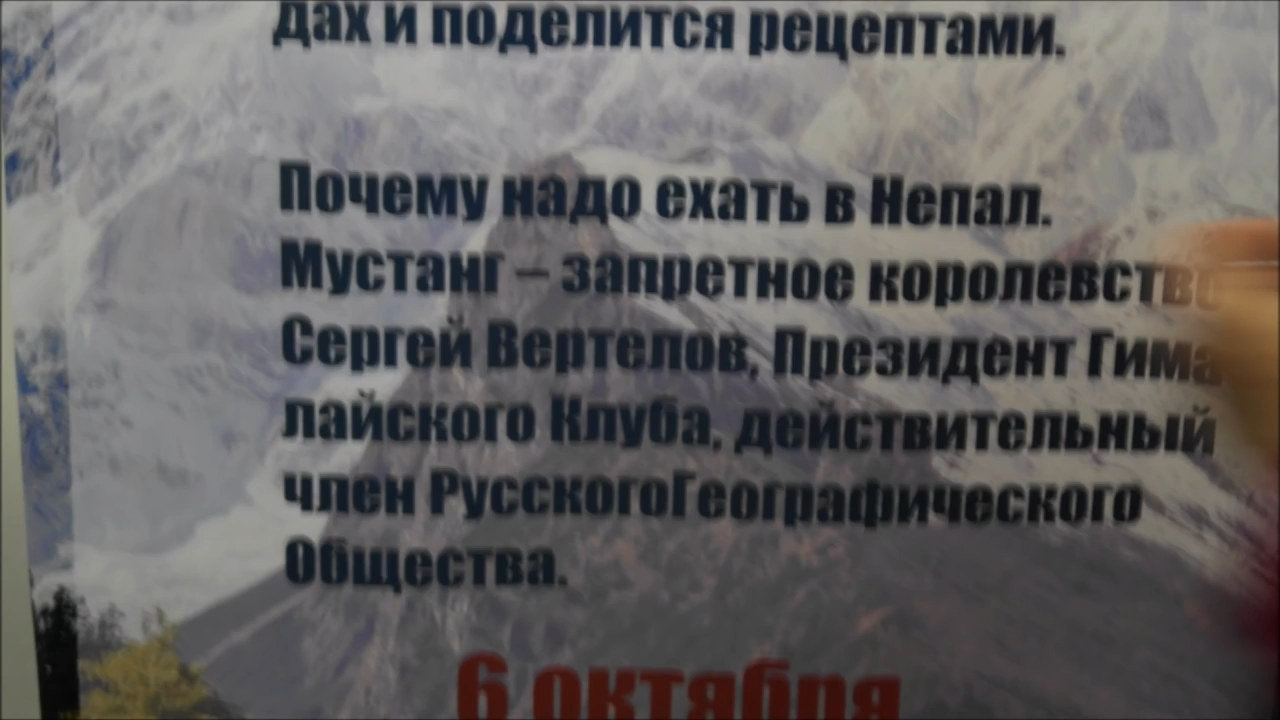 дах и поделится рецептами.
Почему надо ехать в Непал.
Мустанг – запретное королевство
Сергей Вертелов, Президент Гима
лайского Клуба, действительный
член РусскогоГеографического
Общества.
6 октября